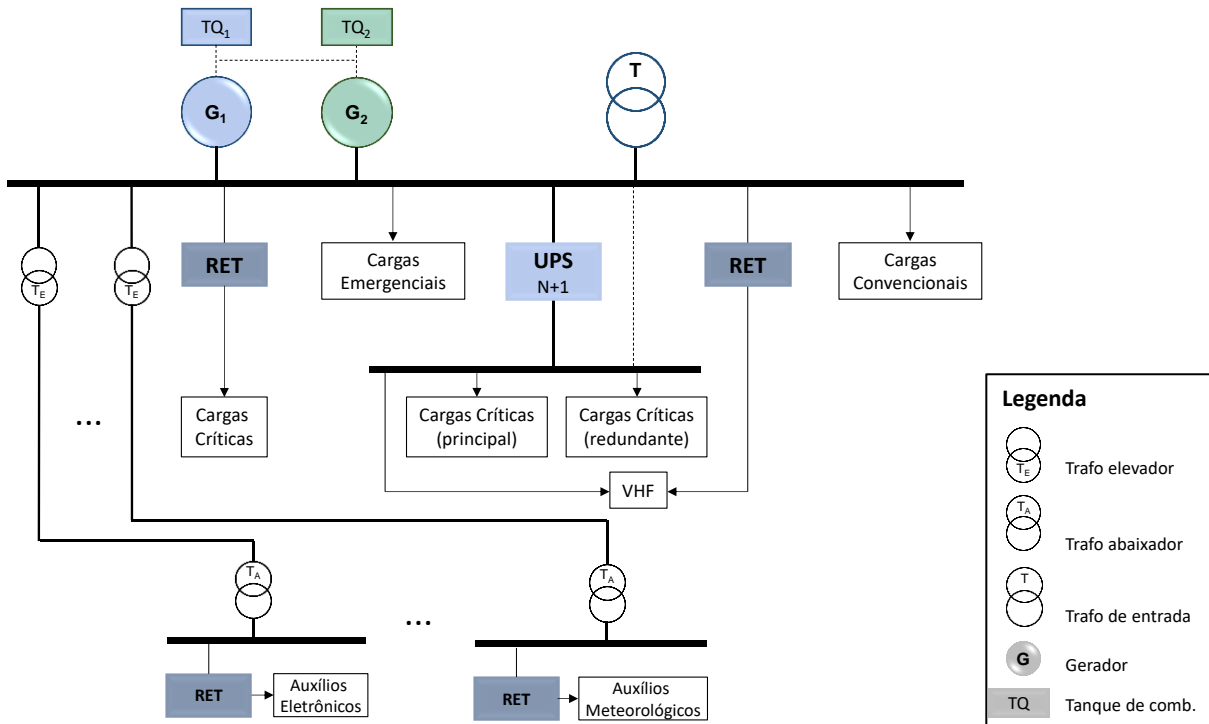 TQ1
TQ2
G1
G2
T
TE
TE
RET
Cargas
Emergenciais
UPS
N+1
RET
Cargas
Convencionais
...
Cargas
Críticas
Cargas Críticas
(principal)
Cargas Críticas
(redundante)
VHF
TA
TA
...
RET
Auxílios
Eletrônicos
RET
Auxílios
Meteorológicos
Legenda
TE
Trafo elevador
TA
Trafo abaixador
T
Trafo de entrada
G
Gerador
TQ
Tanque de comb.